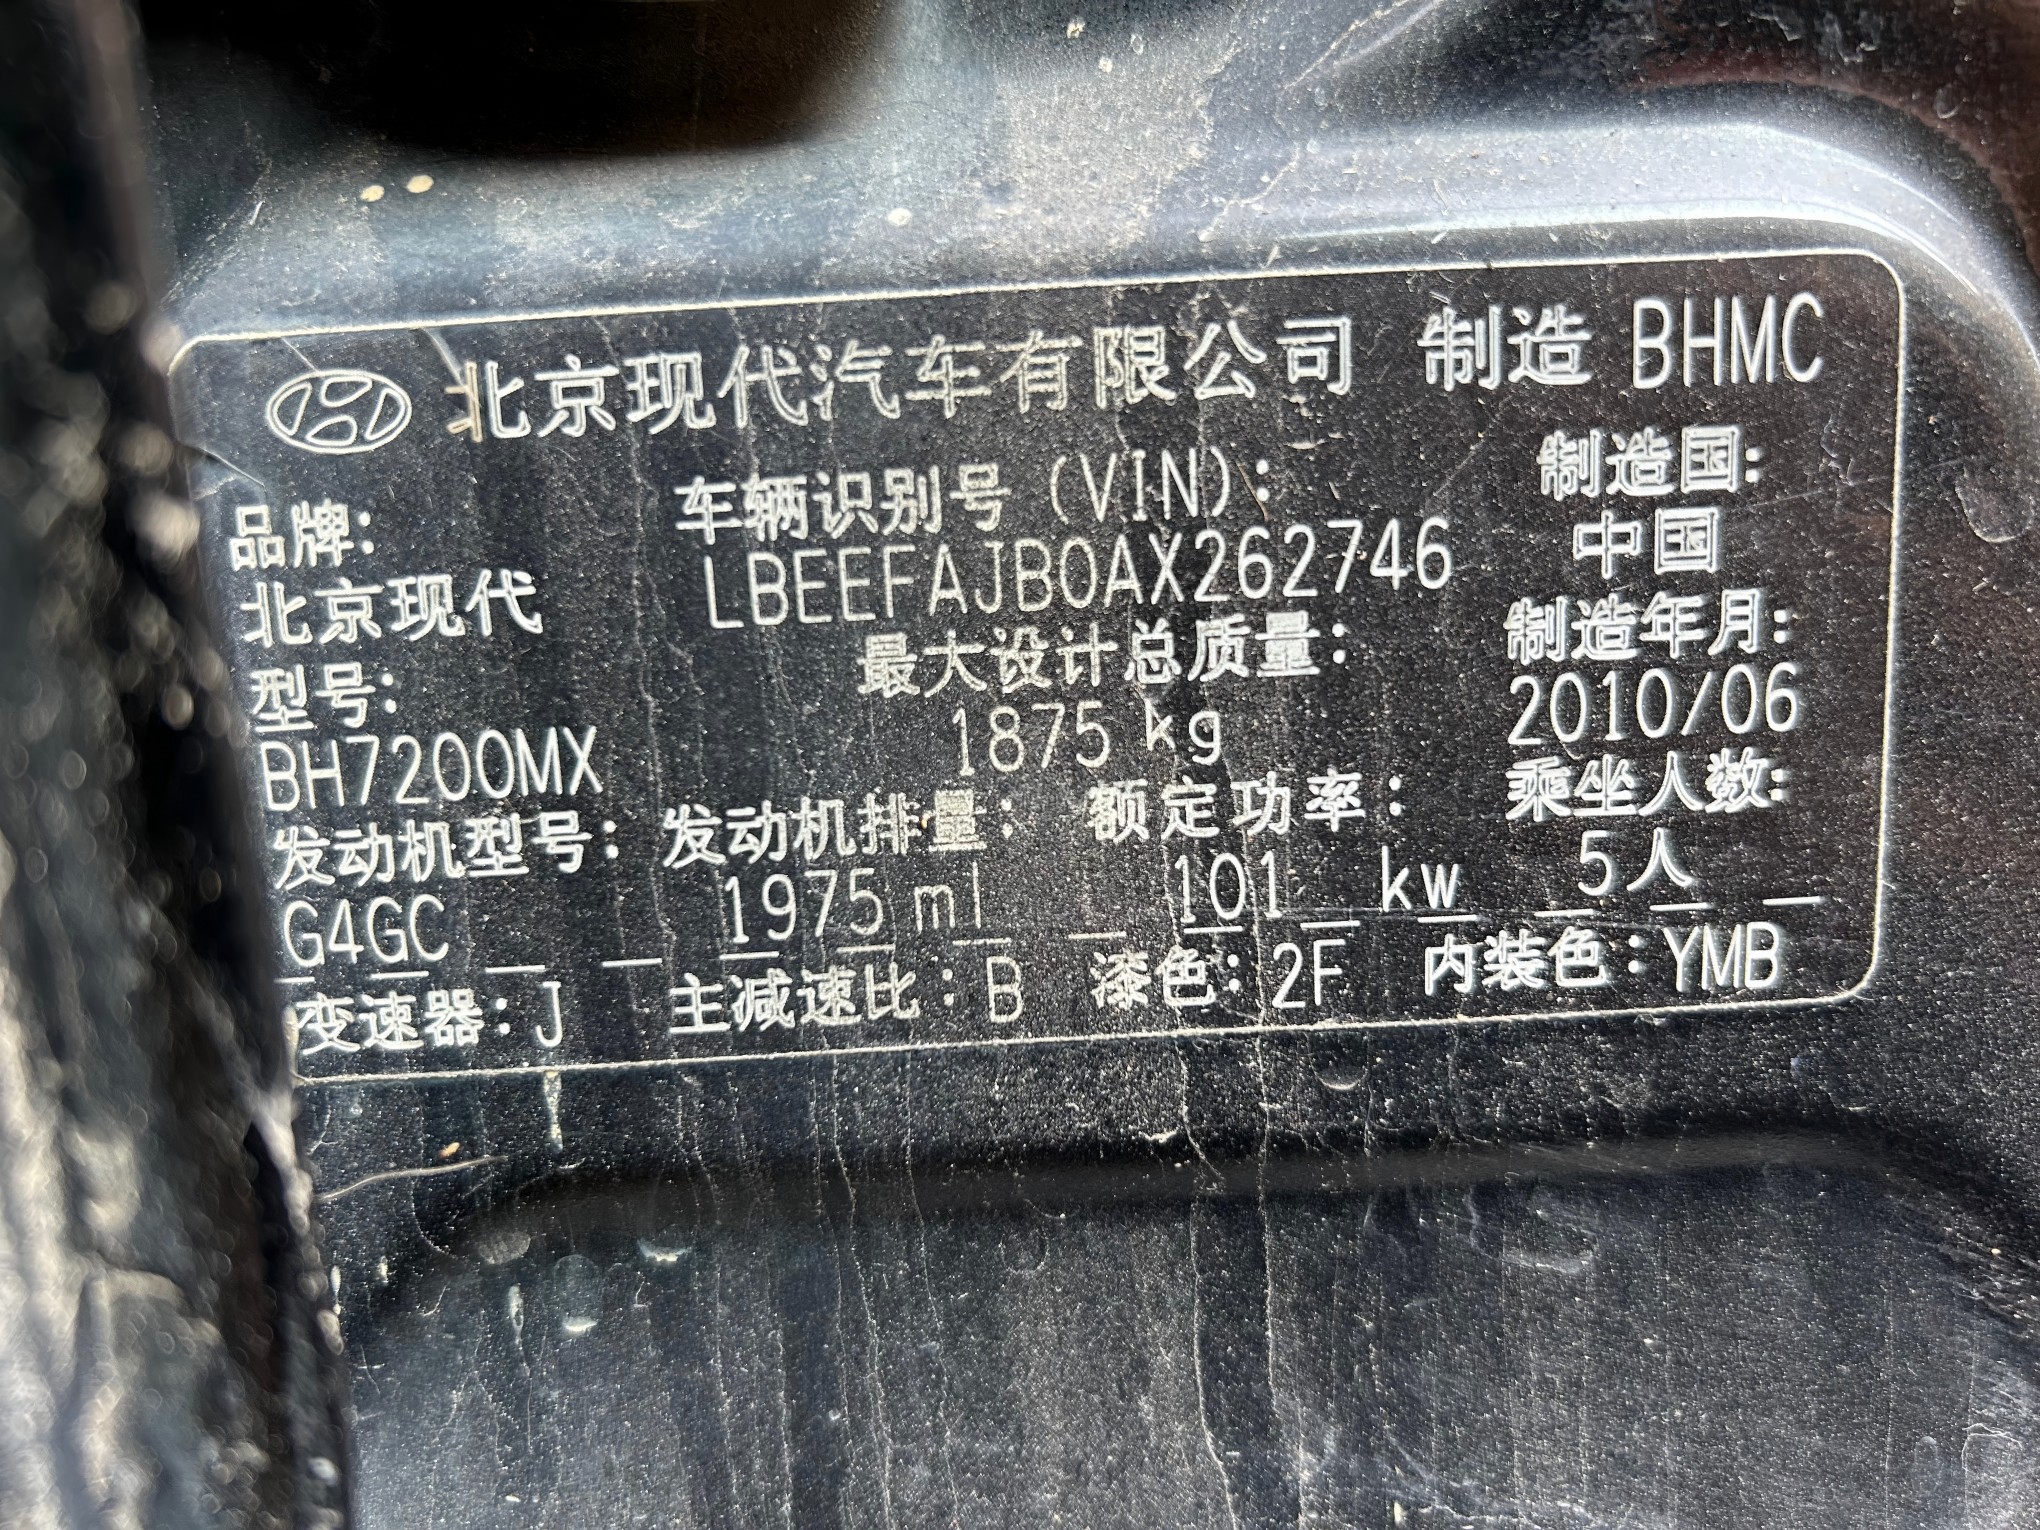 北京现代汽车有限公司 制造 BHMC
品牌: 车辆识别号 (VIN): 制造国:
北京现代 LBEEFAJB0AX262746 中国
型号: 最大设计总质量: 制造年月:
BH7200MX 1875 kg 2010/06
发动机型号: 发动机排量: 额定功率: 乘坐人数:
G4GC 1975 ml 101 kw 5人
变速器:J 主减速比:B 漆色:2F 内装色:YMB